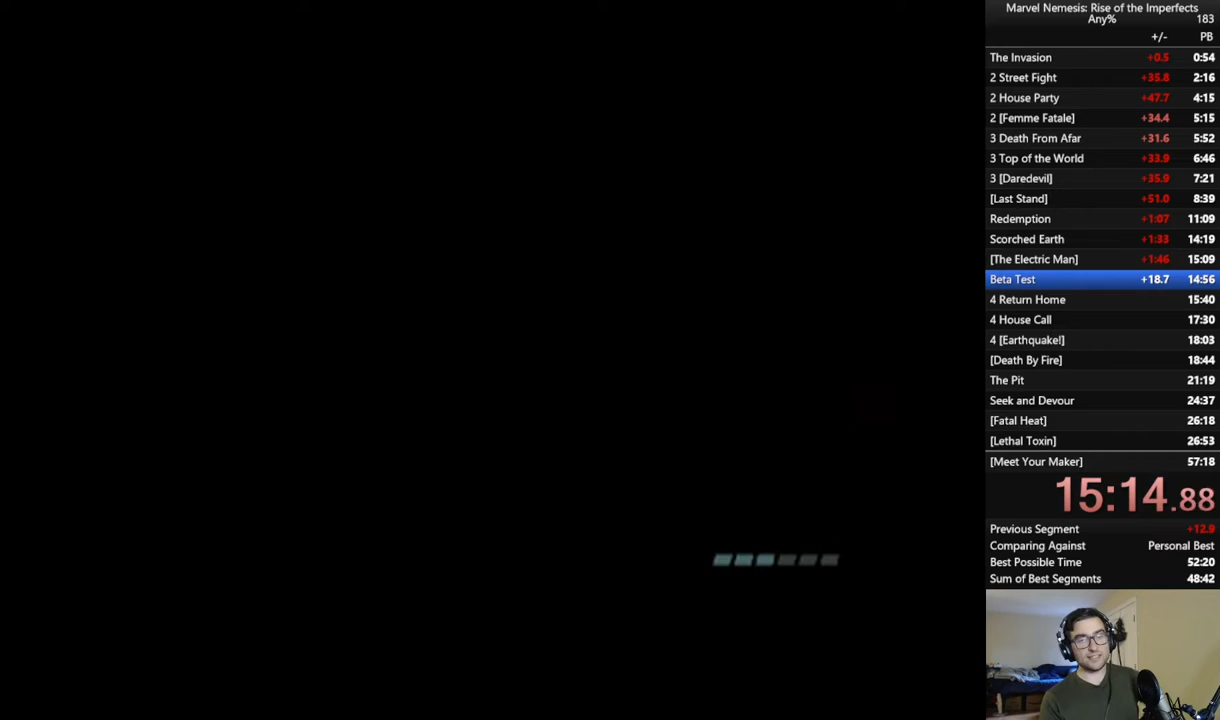 Marvel Nemesis: Rise of the Imperfects
Any% 183
+/- PB
The Invasion +0.5 0:54
2 Street Fight +35.8 2:16
2 House Party +47.7 4:15
2 [Femme Fatale] +34.4 5:15
3 Death From Afar +31.6 5:52
3 Top of the World +33.9 6:46
3 [Daredevil] +35.9 7:21
[Last Stand] +51.0 8:39
Redemption +1:07 11:09
Scorched Earth +1:33 14:19
[The Electric Man] +1:46 15:09
Beta Test +18.7 14:56
4 Return Home 15:40
4 House Call 17:30
4 [Earthquake!] 18:03
[Death By Fire] 18:44
The Pit 21:19
Seek and Devour 24:37
[Fatal Heat] 26:18
[Lethal Toxin] 26:53
[Meet Your Maker] 57:18
15:14.88
Previous Segment +12.9
Comparing Against Personal Best
Best Possible Time 52:20
Sum of Best Segments 48:42